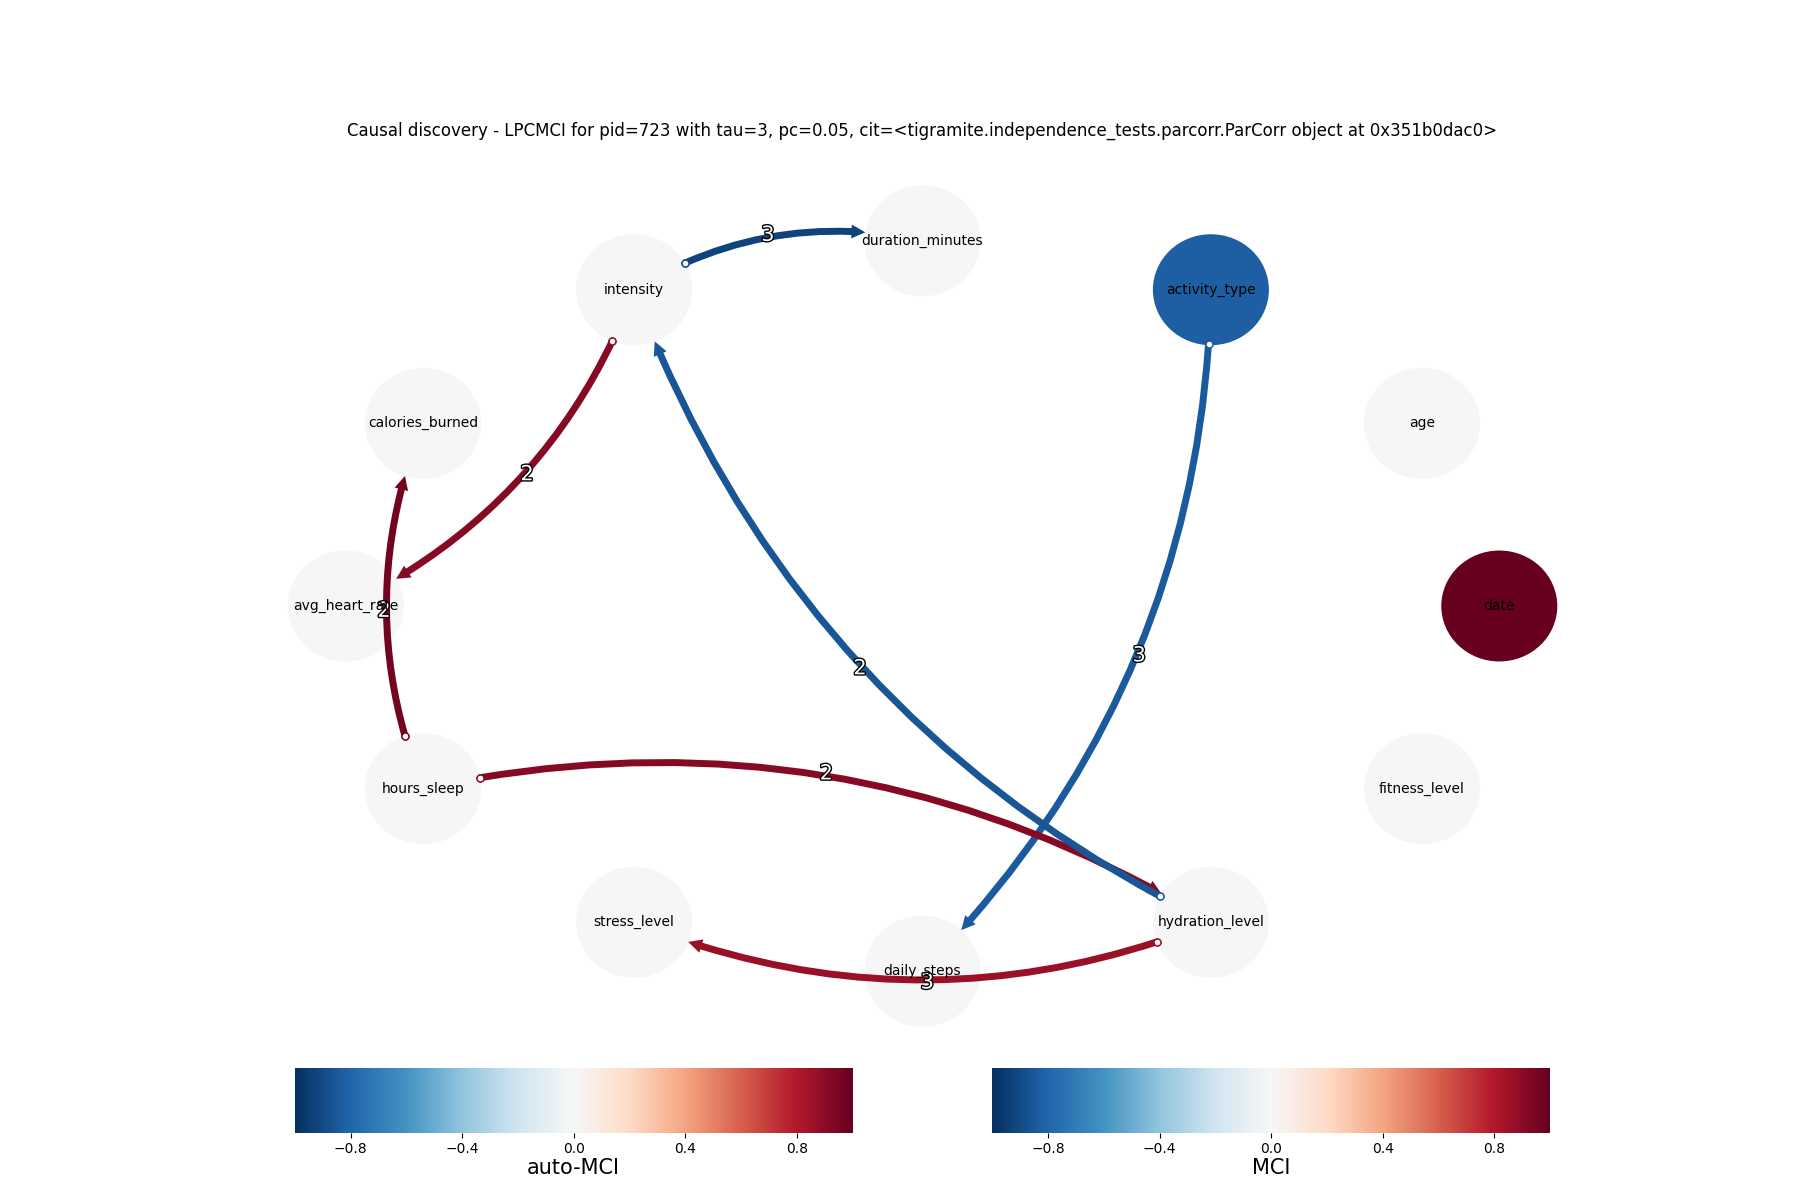 Causal discovery - LPCMCI for pid=723 with tau=3, pc=0.05, cit=<tigramite.independence_tests.parcorr.ParCorr object at 0x351b0dac0>
3
duration_minutes
intensity
activity_type
calories_burned
age
2
avg_heart_rate
2
date
2
3
2
hours_sleep
fitness_level
stress_level
hydration_level
daily_steps
3
−0.8 −0.4 0.0 0.4 0.8
auto-MCI
−0.8 −0.4 0.0 0.4 0.8
MCI